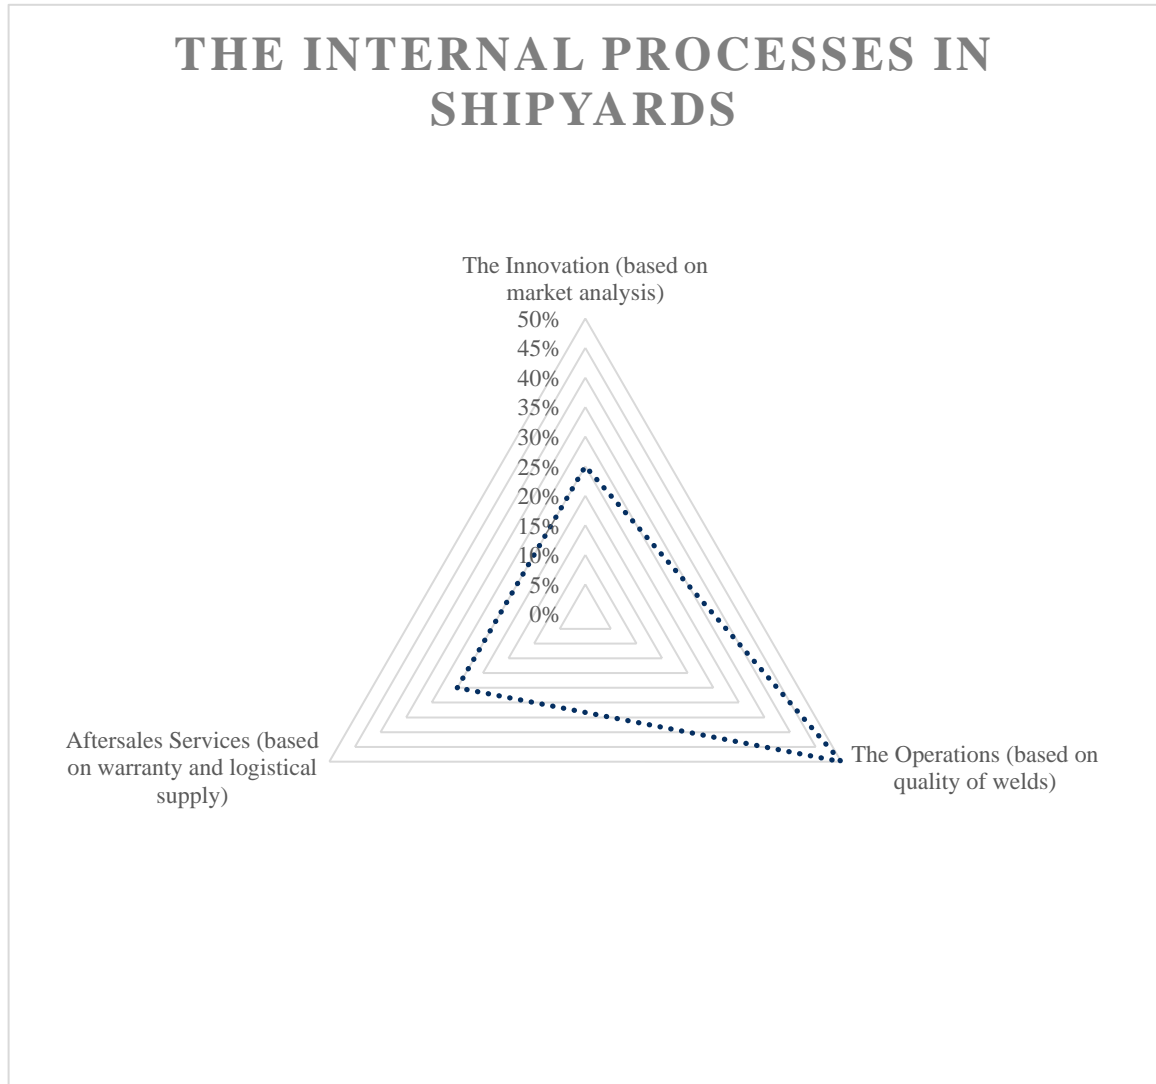 THE INTERNAL PROCESSES IN
SHIPYARDS
The Innovation (based on
market analysis)
50%
45%
40%
35%
30%
25%
20%
15%
10%
5%
0%
Aftersales Services (based
on warranty and logistical
supply)
The Operations (based on
quality of welds)